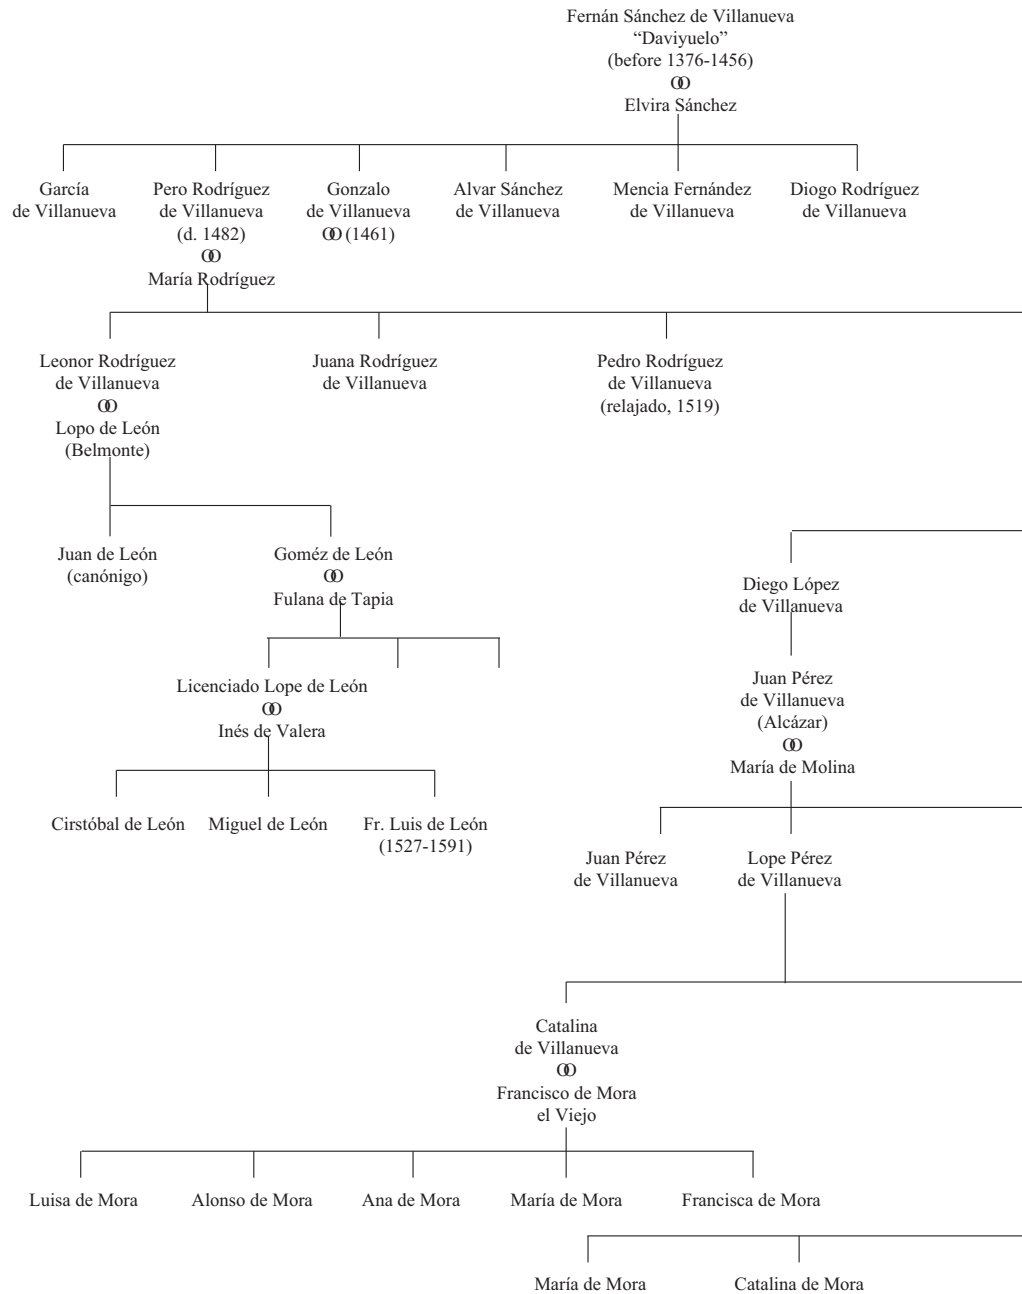 Fernán Sánchez de Villanueva
“Daviyuelo”
(before 1376-1456)
Elvira Sánchez
García
de Villanueva
Pero Rodríguez
de Villanueva
(d. 1482)
María Rodríguez
Gonzalo
de Villanueva
(1461)
Alvar Sánchez
de Villanueva
Mencia Fernández
de Villanueva
Diogo Rodríguez
de Villanueva
Leonor Rodríguez
de Villanueva
Lopo de León
(Belmonte)
Juana Rodríguez
de Villanueva
Pedro Rodríguez
de Villanueva
(relajado, 1519)
Juan de León
(canónigo)
Goméz de León
Fulana de Tapia
Diego López
de Villanueva
Licenciado Lope de León
Inés de Valera
Juan Pérez
de Villanueva
(Alcázar)
María de Molina
Cirstóbal de León
Miguel de León
Fr. Luis de León
(1527-1591)
Juan Pérez
de Villanueva
Lope Pérez
de Villanueva
Catalina
de Villanueva
Francisco de Mora
el Viejo
Luisa de Mora
Alonso de Mora
Ana de Mora
María de Mora
Francisca de Mora
María de Mora
Catalina de Mora